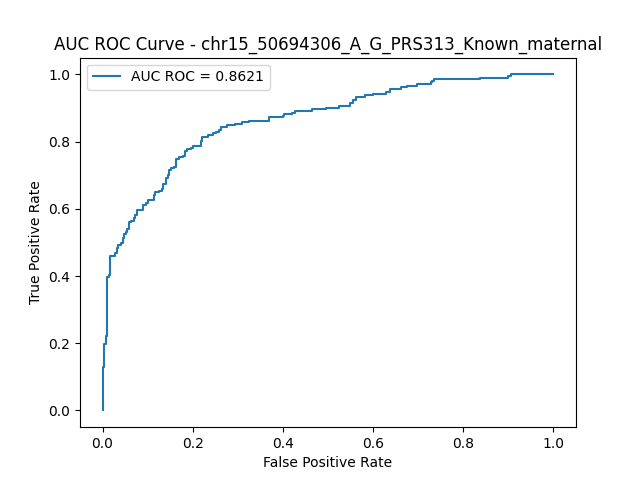 AUC ROC Curve - chr15_50694306_A_G_PRS313_Known_maternal
AUC ROC = 0.8621
1.0
0.8
0.6
0.4
0.2
0.0
True Positive Rate
0.0 0.2 0.4 0.6 0.8 1.0
False Positive Rate